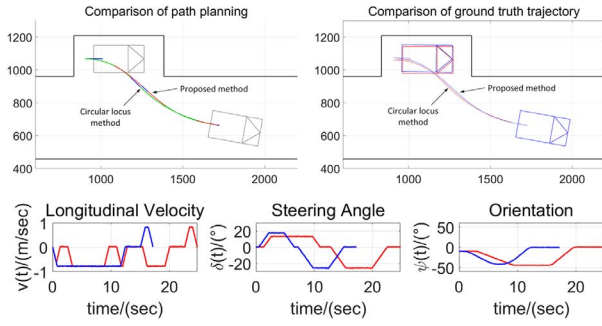 Comparison of path planning
1200
1000
800
600
400
1000
1500
2000
Circular locus
method
Proposed method
Comparison of ground truth trajectory
1200
1000
800
600
400
1000
1500
2000
Circular locus
method
Proposed method
Longitudinal Velocity
v(t)/(m/sec)
1
0
-1
0
10
20
time/(sec)
Steering Angle
δ(t)/(°)
20
0
-20
0
10
20
time/(sec)
Orientation
ψ(t)/(°)
50
0
-50
0
10
20
time/(sec)